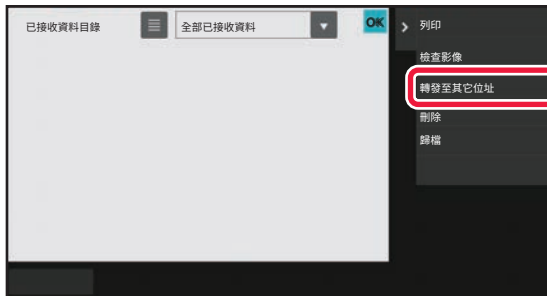 已接收資料目錄
全部已接收資料
OK
列印
檢查影像
轉發至其它位址
刪除
歸檔